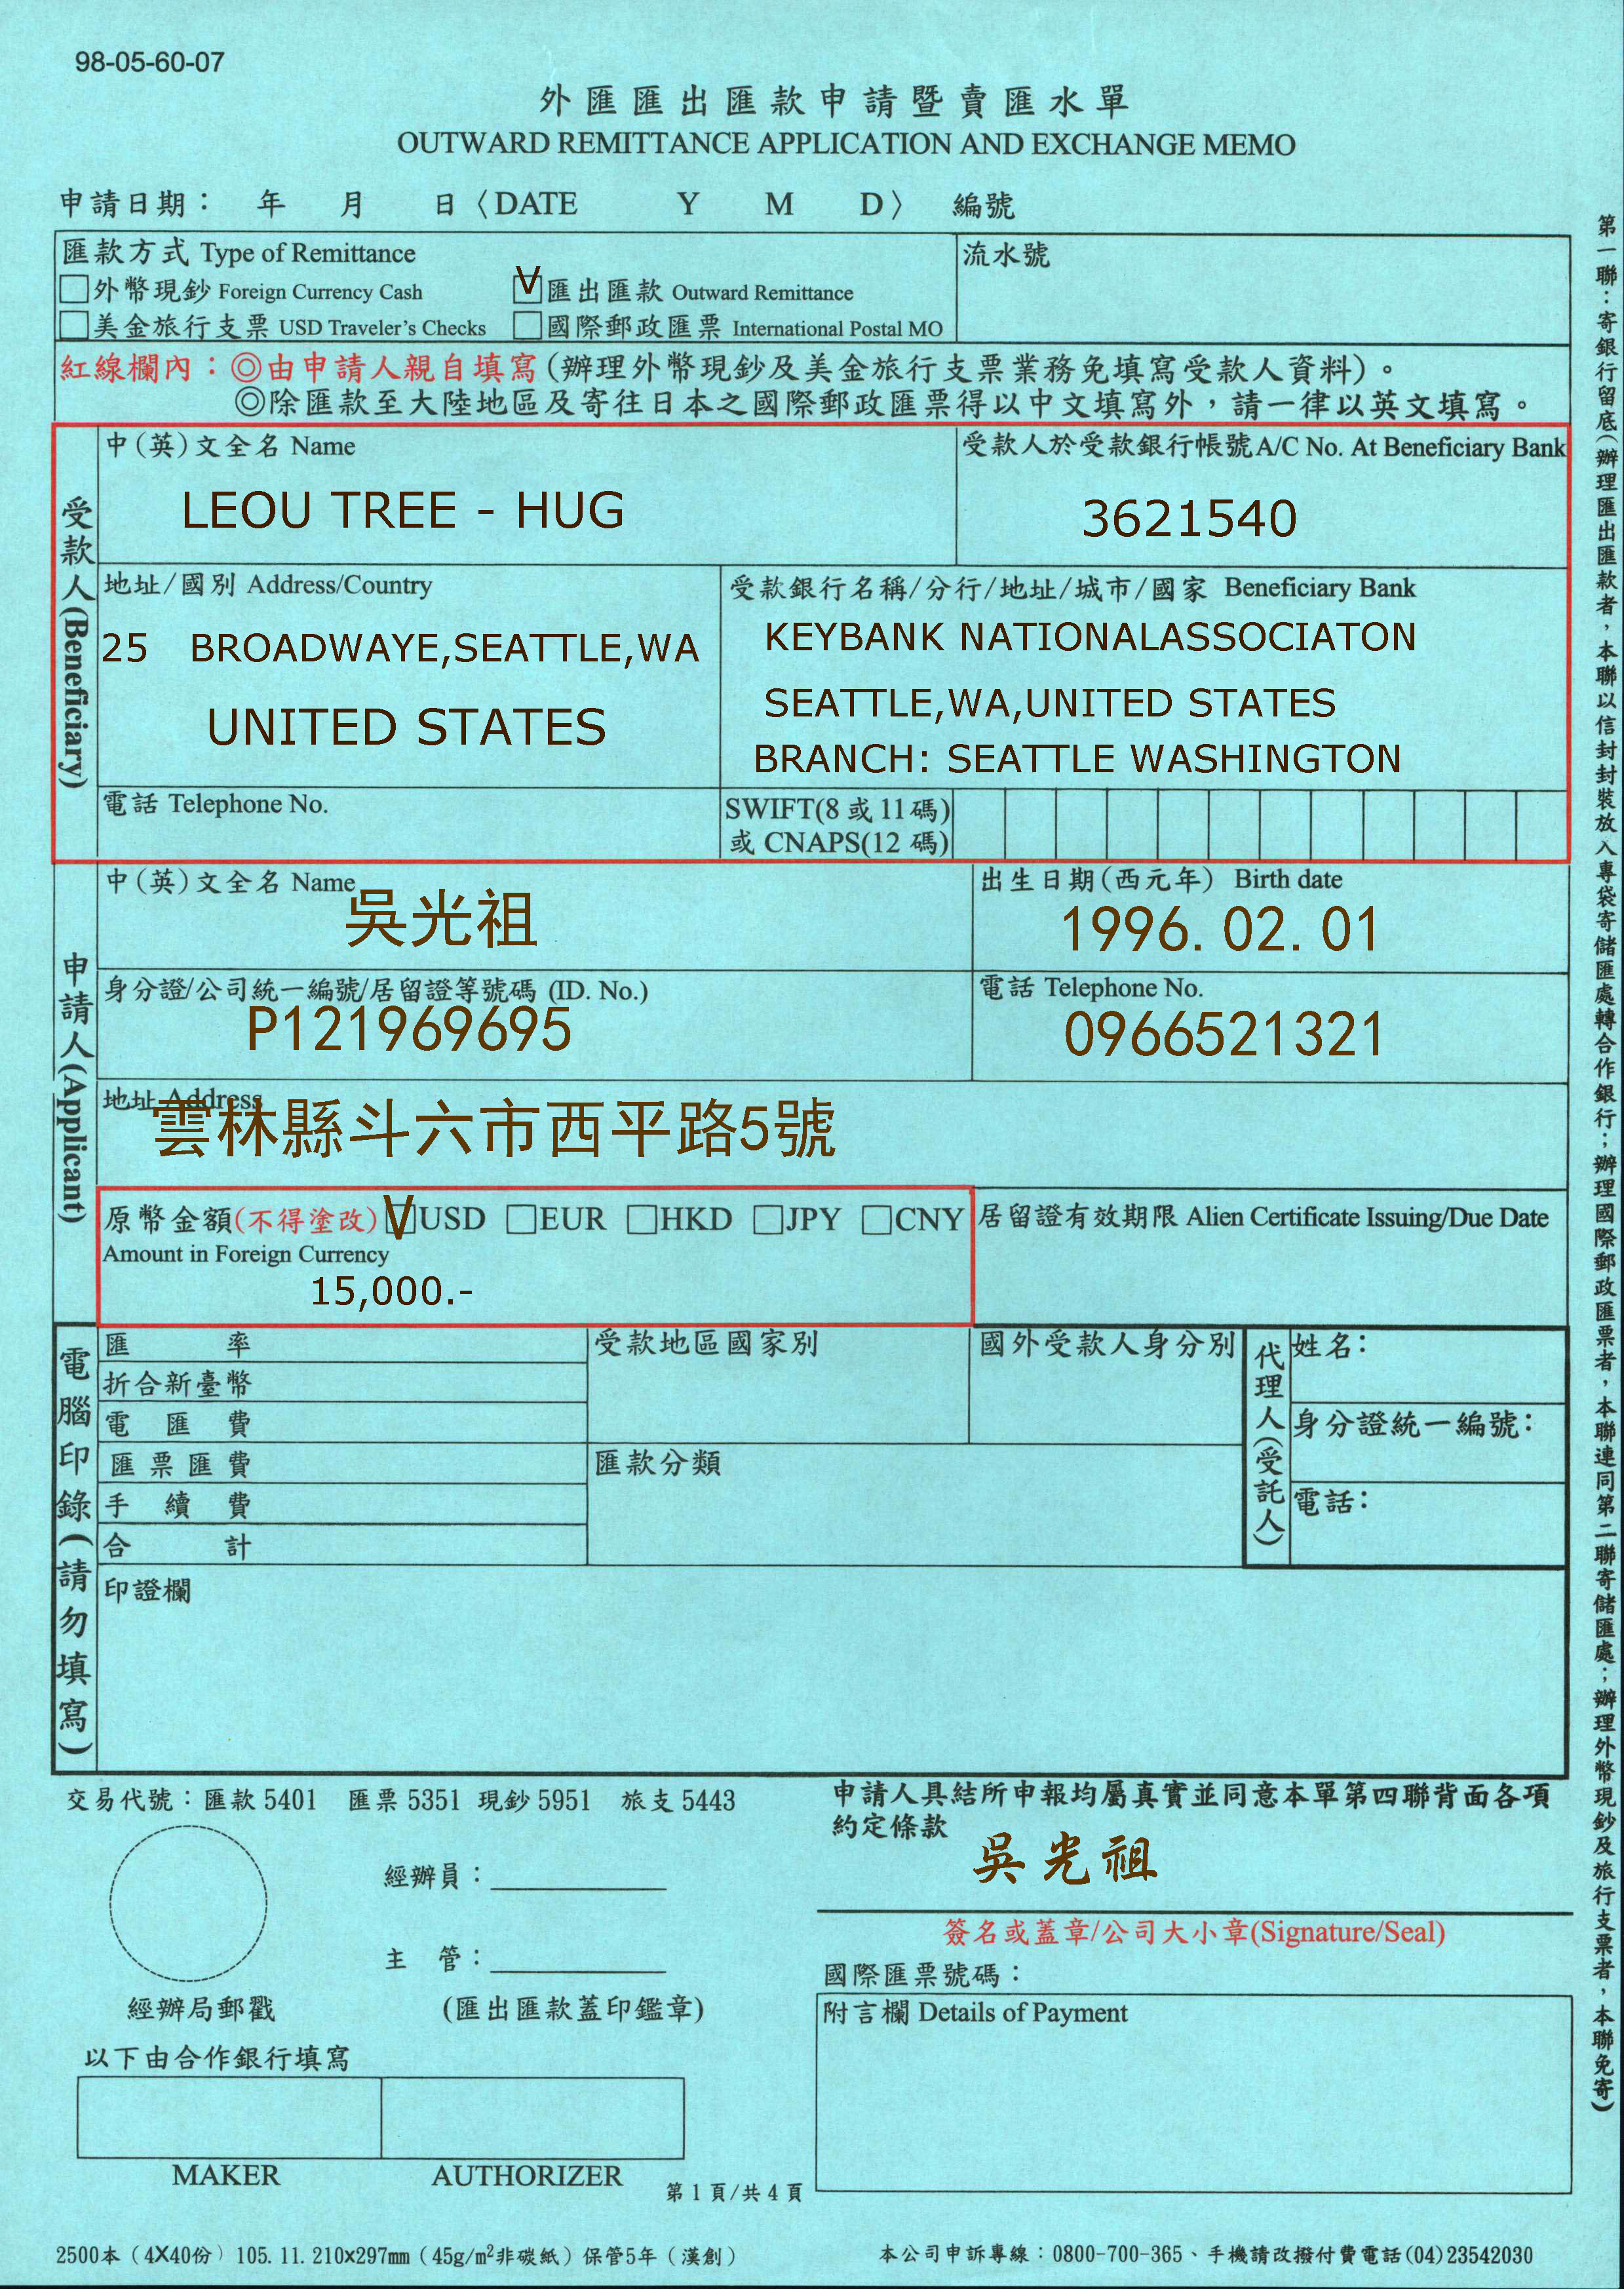 98-05-60-07
外匯匯出匯款申請暨賣匯水單
OUTWARD REMITTANCE APPLICATION AND EXCHANGE MEMO
申請日期： 年 月 日〈DATE Y M D〉 編號
匯款方式 Type of Remittance
流水號
□外幣現鈔 Foreign Currency Cash
V 匯出匯款 Outward Remittance
□美金旅行支票 USD Traveler's Checks
□國際郵政匯票 International Postal MO
紅線欄內：◎由申請人親自填寫(辦理外幣現鈔及美金旅行支票業務免填寫受款人資料)。
◎除匯款至大陸地區及寄往日本之國際郵政匯票得以中文填寫外，請一律以英文填寫。
受款人(Beneficiary)
中(英)文全名 Name
LEOU TREE - HUG
受款人於受款銀行帳號A/C No. At Beneficiary Bank
3621540
地址/國別 Address/Country
25 BROADWAYE,SEATTLE,WA
UNITED STATES
受款銀行名稱/分行/地址/城市/國家 Beneficiary Bank
KEYBANK NATIONALASSOCIATON
SEATTLE,WA,UNITED STATES
BRANCH: SEATTLE WASHINGTON
電話 Telephone No.
SWIFT(8 或 11 碼)
或 CNAPS(12 碼)
申請人(Applicant)
中(英)文全名 Name
吳光祖
出生日期(西元年) Birth date
1996. 02. 01
身分證/公司統一編號/居留證等號碼 (ID. No.)
P121969695
電話 Telephone No.
0966521321
地址 Address
雲林縣斗六市西平路5號
原幣金額(不得塗改) V USD □EUR □HKD □JPY □CNY
Amount in Foreign Currency
15,000.-
居留證有效期限 Alien Certificate Issuing/Due Date
電腦印錄(請勿填寫)
匯 率
折合新臺幣
電 匯 費
匯 票 匯 費
手 續 費
合 計
受款地區國家別
國外受款人身分別
匯款分類
代理人(受託人)
姓名：
身分證統一編號：
電話：
印證欄
交易代號：匯款 5401 匯票 5351 現鈔 5951 旅支 5443
申請人具結所申報均屬真實並同意本單第四聯背面各項
約定條款
吳光祖
簽名或蓋章/公司大小章(Signature/Seal)
經辦員：
主 管：
經辦局郵戳
(匯出匯款蓋印鑑章)
國際匯票號碼：
附言欄 Details of Payment
以下由合作銀行填寫
MAKER
AUTHORIZER
第 1 頁/共 4 頁
2500本（4X40份）105. 11. 210x297mm（45g/m²非碳紙）保管5年（漢創）
本公司申訴專線：0800-700-365、手機請改撥付費電話(04)23542030
第一聯：寄銀行留底(辦理匯出匯款者，本聯以信封封裝放入專袋寄儲匯處轉合作銀行；辦理國際郵政匯票者，本聯連同第二聯寄儲匯處；辦理外幣現鈔及旅行支票者，本聯免寄)